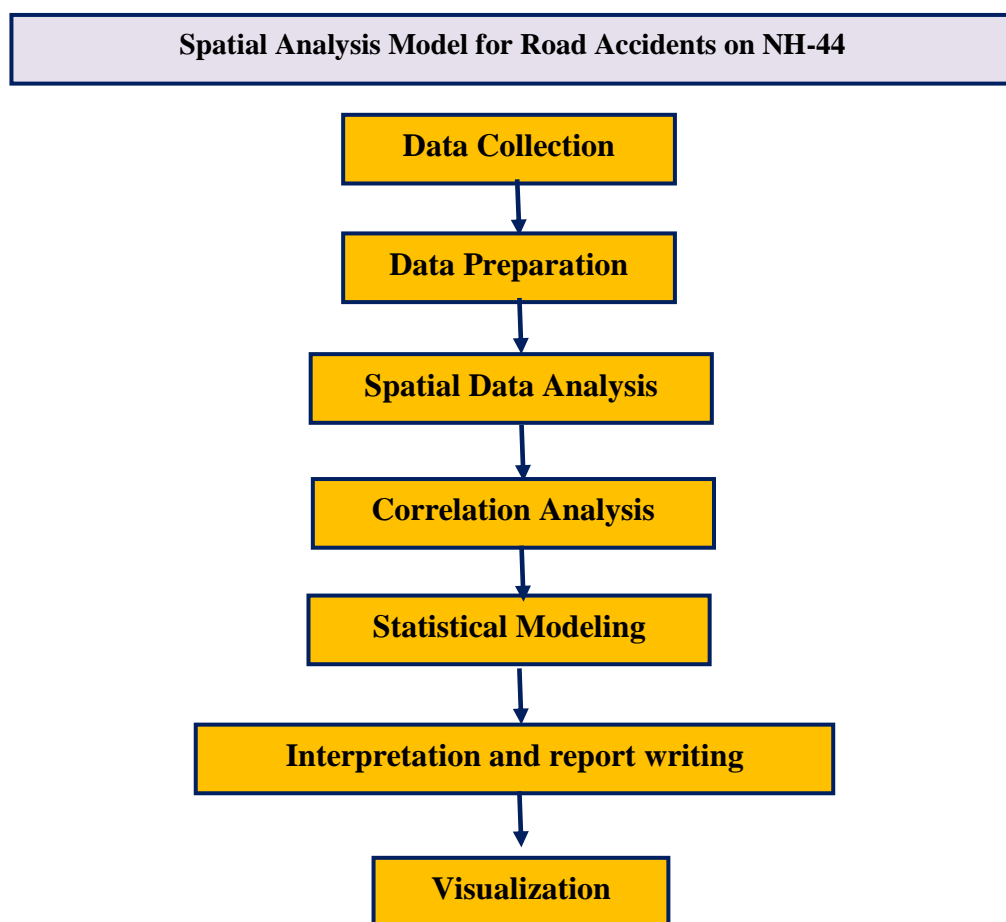 Spatial Analysis Model for Road Accidents on NH-44
Data Collection
Data Preparation
Spatial Data Analysis
Correlation Analysis
Statistical Modeling
Interpretation and report writing
Visualization